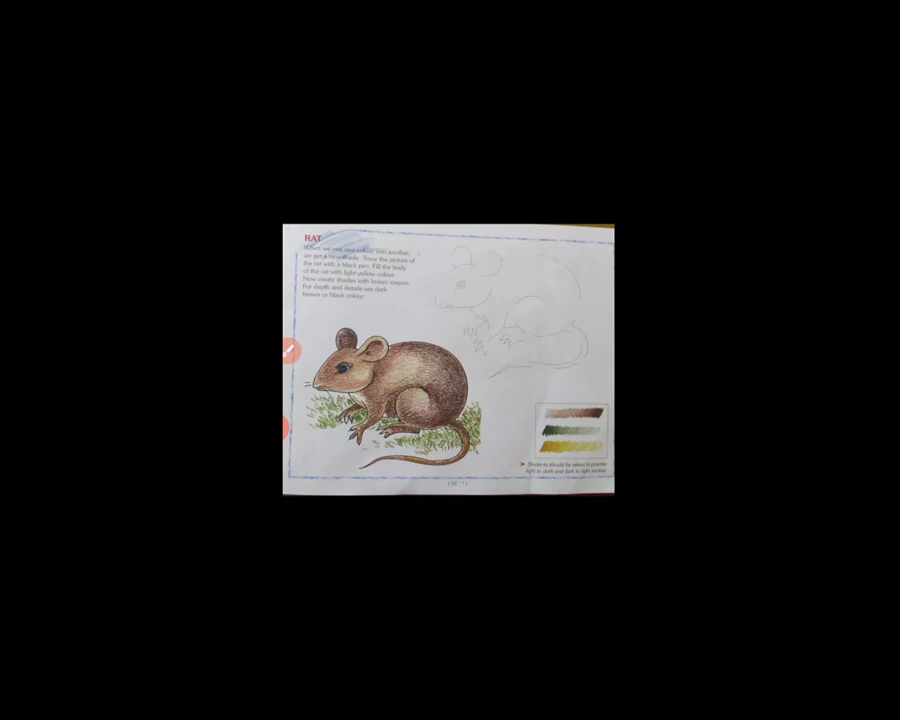 RAT
When we mix one colour into another,
we get a new shade. Trace the picture of
the rat with a black pen. Fill the body
of the rat with light yellow colour.
Now create shades with brown crayon.
For depth and details use dark
brown or black colour.
Students should be asked to practise
light to dark and dark to light strokes.